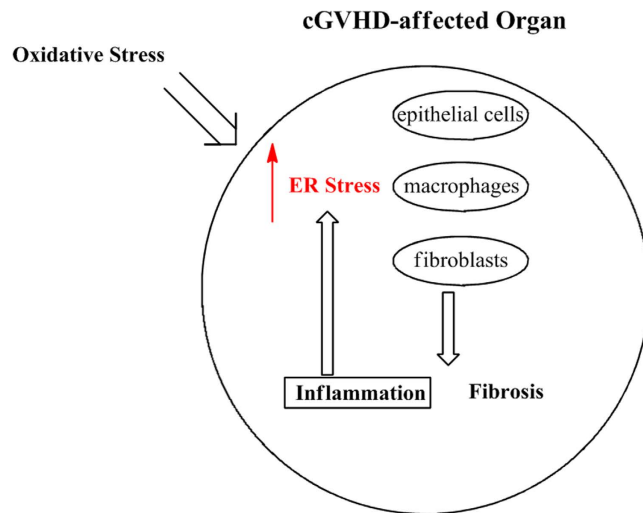 cGVHD-affected Organ
Oxidative Stress
epithelial cells
ER Stress
macrophages
fibroblasts
Inflammation
Fibrosis